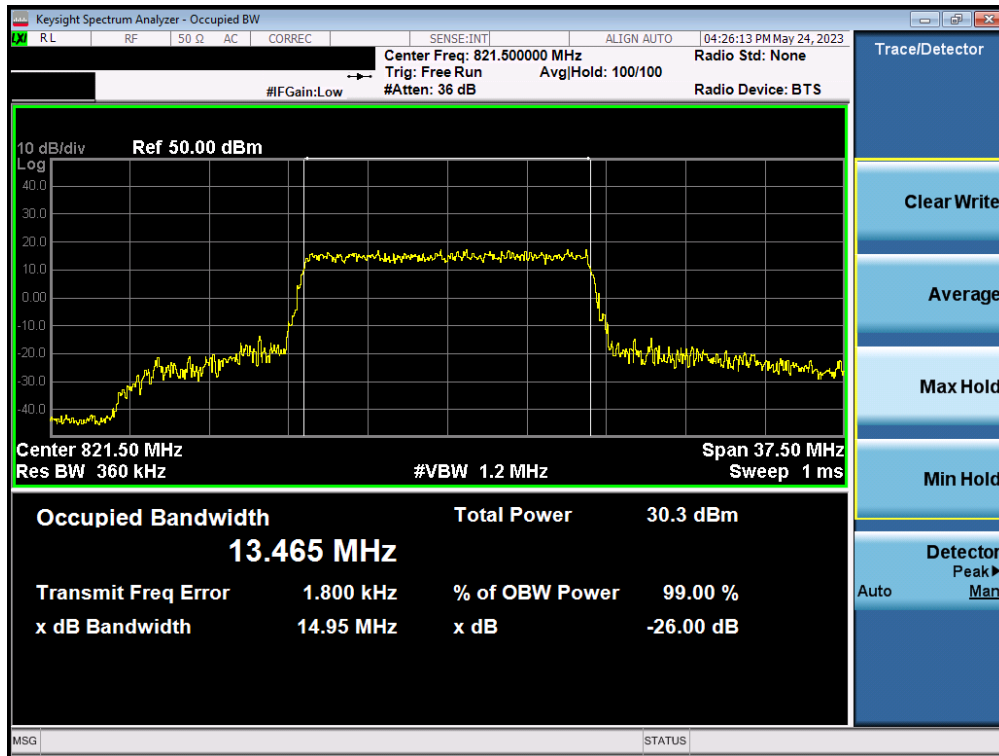 Keysight Spectrum Analyzer - Occupied BW
LXI RL RF 50 Ω AC CORREC SENSE:INT ALIGN AUTO 04:26:13 PM May 24, 2023
Center Freq: 821.500000 MHz Radio Std: None
Trig: Free Run Avg|Hold: 100/100
#IFGain:Low #Atten: 36 dB Radio Device: BTS
10 dB/div Ref 50.00 dBm
Log
40.0
30.0
20.0
10.0
0.00
-10.0
-20.0
-30.0
-40.0
Center 821.50 MHz Span 37.50 MHz
Res BW 360 kHz #VBW 1.2 MHz Sweep 1 ms
Occupied Bandwidth Total Power 30.3 dBm
13.465 MHz
Transmit Freq Error 1.800 kHz % of OBW Power 99.00 %
x dB Bandwidth 14.95 MHz x dB -26.00 dB
MSG STATUS
Trace/Detector
Clear Write
Average
Max Hold
Min Hold
Detector
Peak▶
Auto Man